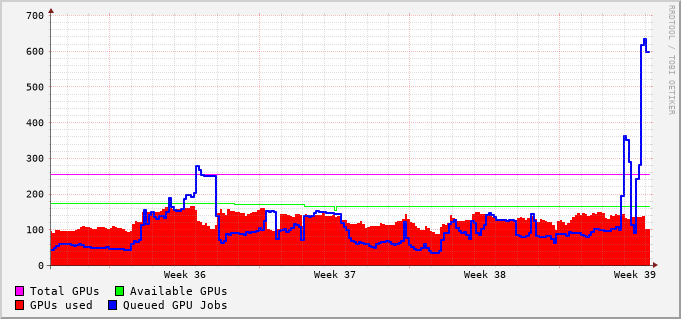 700
600
500
400
300
200
100
0
Week 36 Week 37 Week 38 Week 39
Total GPUs Available GPUs
GPUs used Queued GPU Jobs
RRDTOOL / TOBI OETIKER